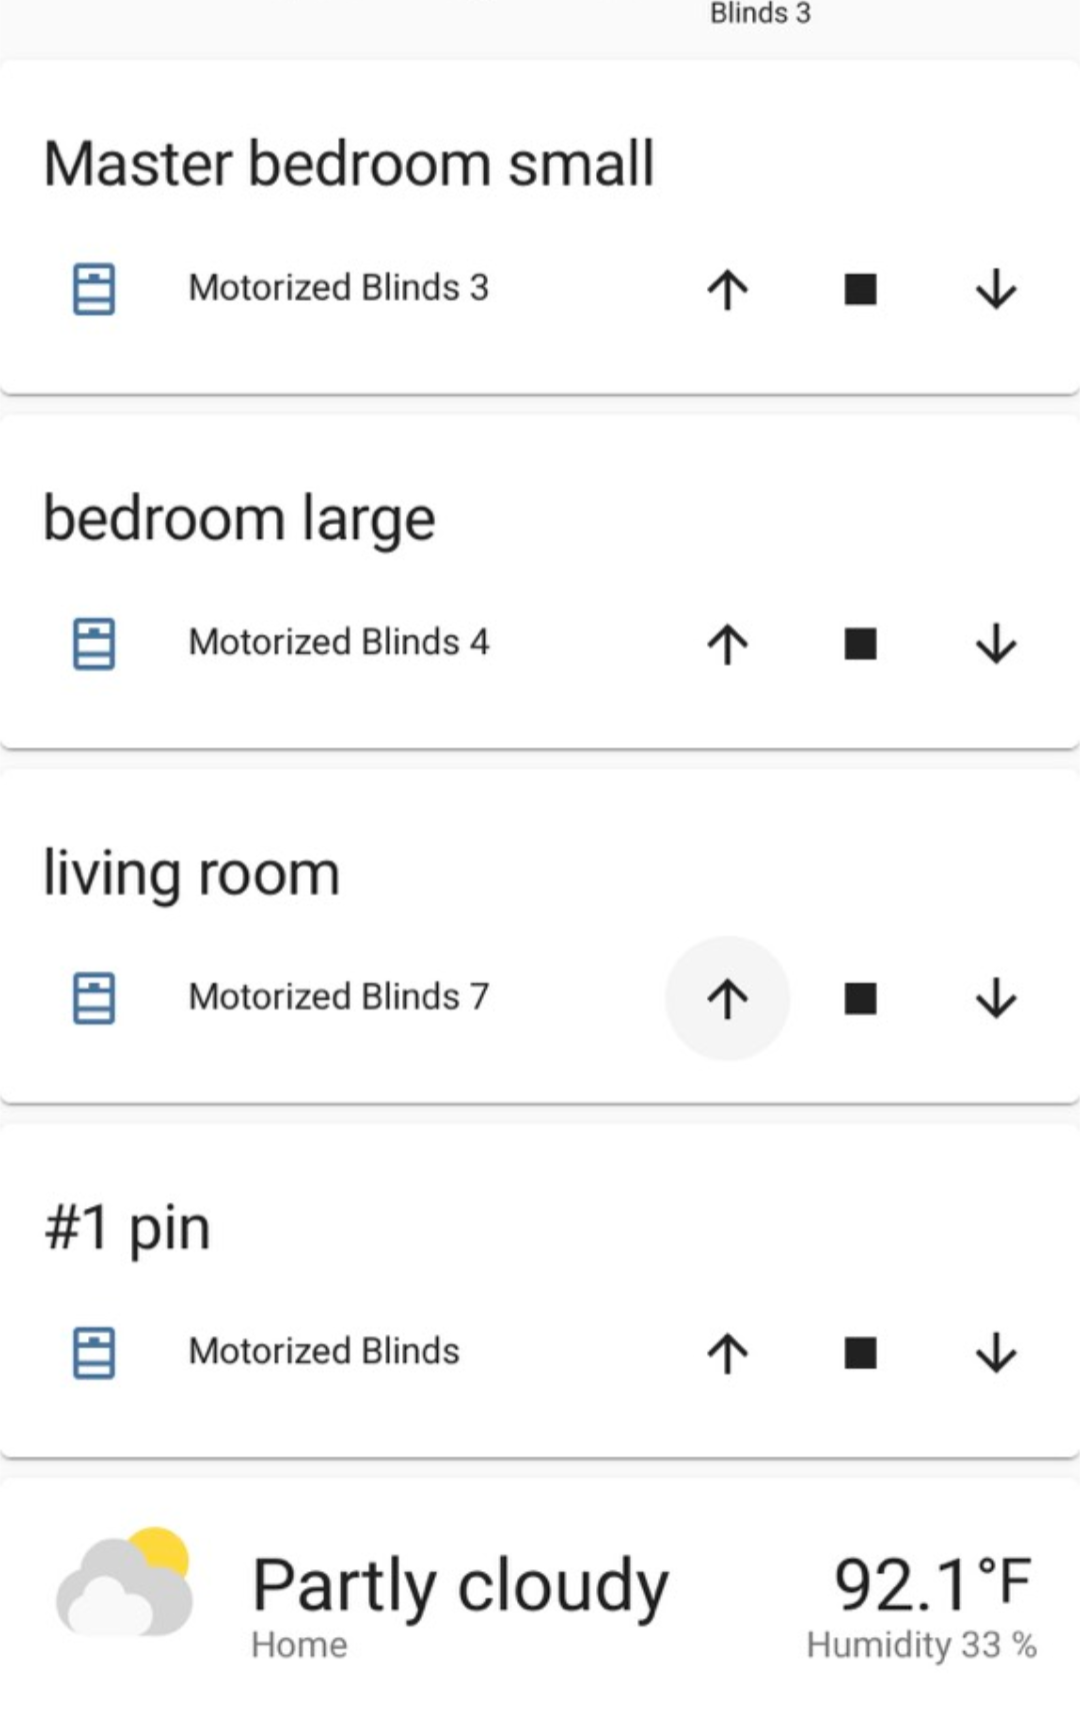 Blinds 3
Master bedroom small
Motorized Blinds 3
bedroom large
Motorized Blinds 4
living room
Motorized Blinds 7
#1 pin
Motorized Blinds
Partly cloudy 92.1°F
Home Humidity 33 %